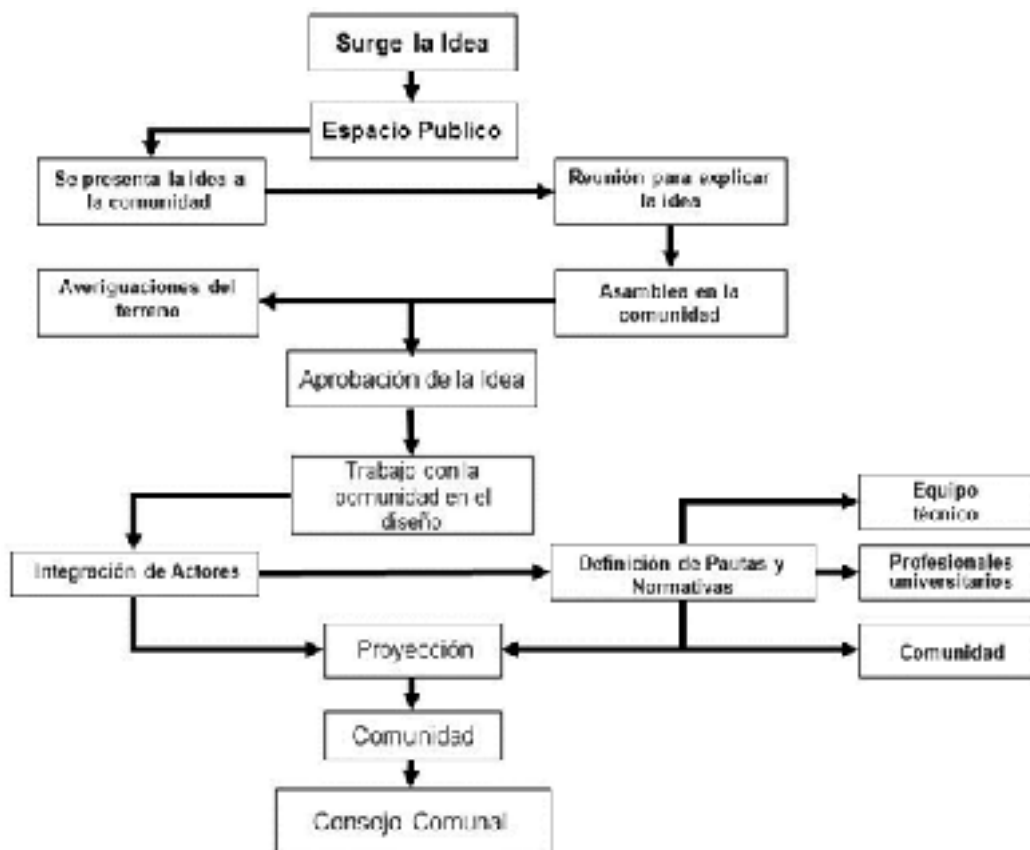 Surge la Idea
Espacio Publico
Se presenta la Idea a
la comunidad
Reunión para explicar
la idea
Averiguaciones del
terreno
Asamblea en la
comunidad
Aprobación de la Idea
Trabajo con la
comunidad en el
diseño
Equipo
técnico
Integración de Actores
Definición de Pautas y
Normativas
Profesionales
universitarios
Proyección
Comunidad
Comunidad
Consejo Comunal